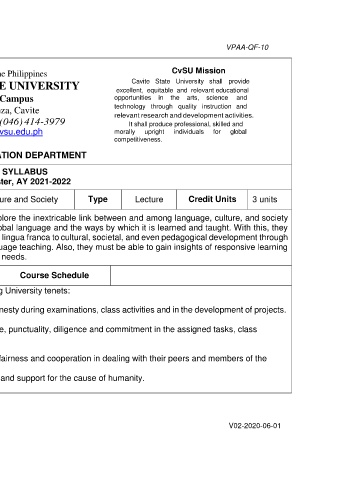 VPAA-QF-10
e Philippines
E UNIVERSITY
Campus
za, Cavite
(046) 414-3979
vsu.edu.ph
CvSU Mission
Cavite State University shall provide
excellent, equitable and relevant educational
opportunities in the arts, science and
technology through quality instruction and
relevant research and development activities.
It shall produce professional, skilled and
morally upright individuals for global
competitiveness.
ATION DEPARTMENT
SYLLABUS
ster, AY 2021-2022
ure and Society Type Lecture Credit Units 3 units
plore the inextricable link between and among language, culture, and society
obal language and the ways by which it is learned and taught. With this, they
lingua franca to cultural, societal, and even pedagogical development through
uage teaching. Also, they must be able to gain insights of responsive learning
needs.
Course Schedule
g University tenets:
nesty during examinations, class activities and in the development of projects.
e, punctuality, diligence and commitment in the assigned tasks, class
fairness and cooperation in dealing with their peers and members of the
and support for the cause of humanity.
V02-2020-06-01